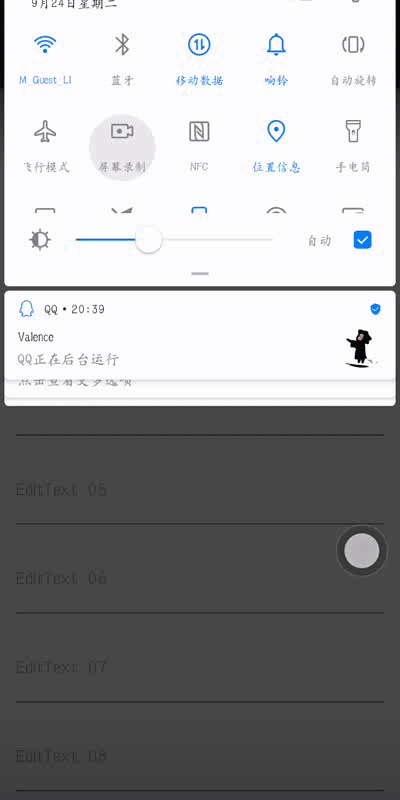 9月24日星期二
M_Guest_LI
蓝牙
移动数据
响铃
自动旋转
飞行模式
屏幕录制
NFC
位置信息
手电筒
自动
QQ • 20:39
Valence
QQ正在后台运行
点击查看更多选项
EditText 05
EditText 06
EditText 07
EditText 08